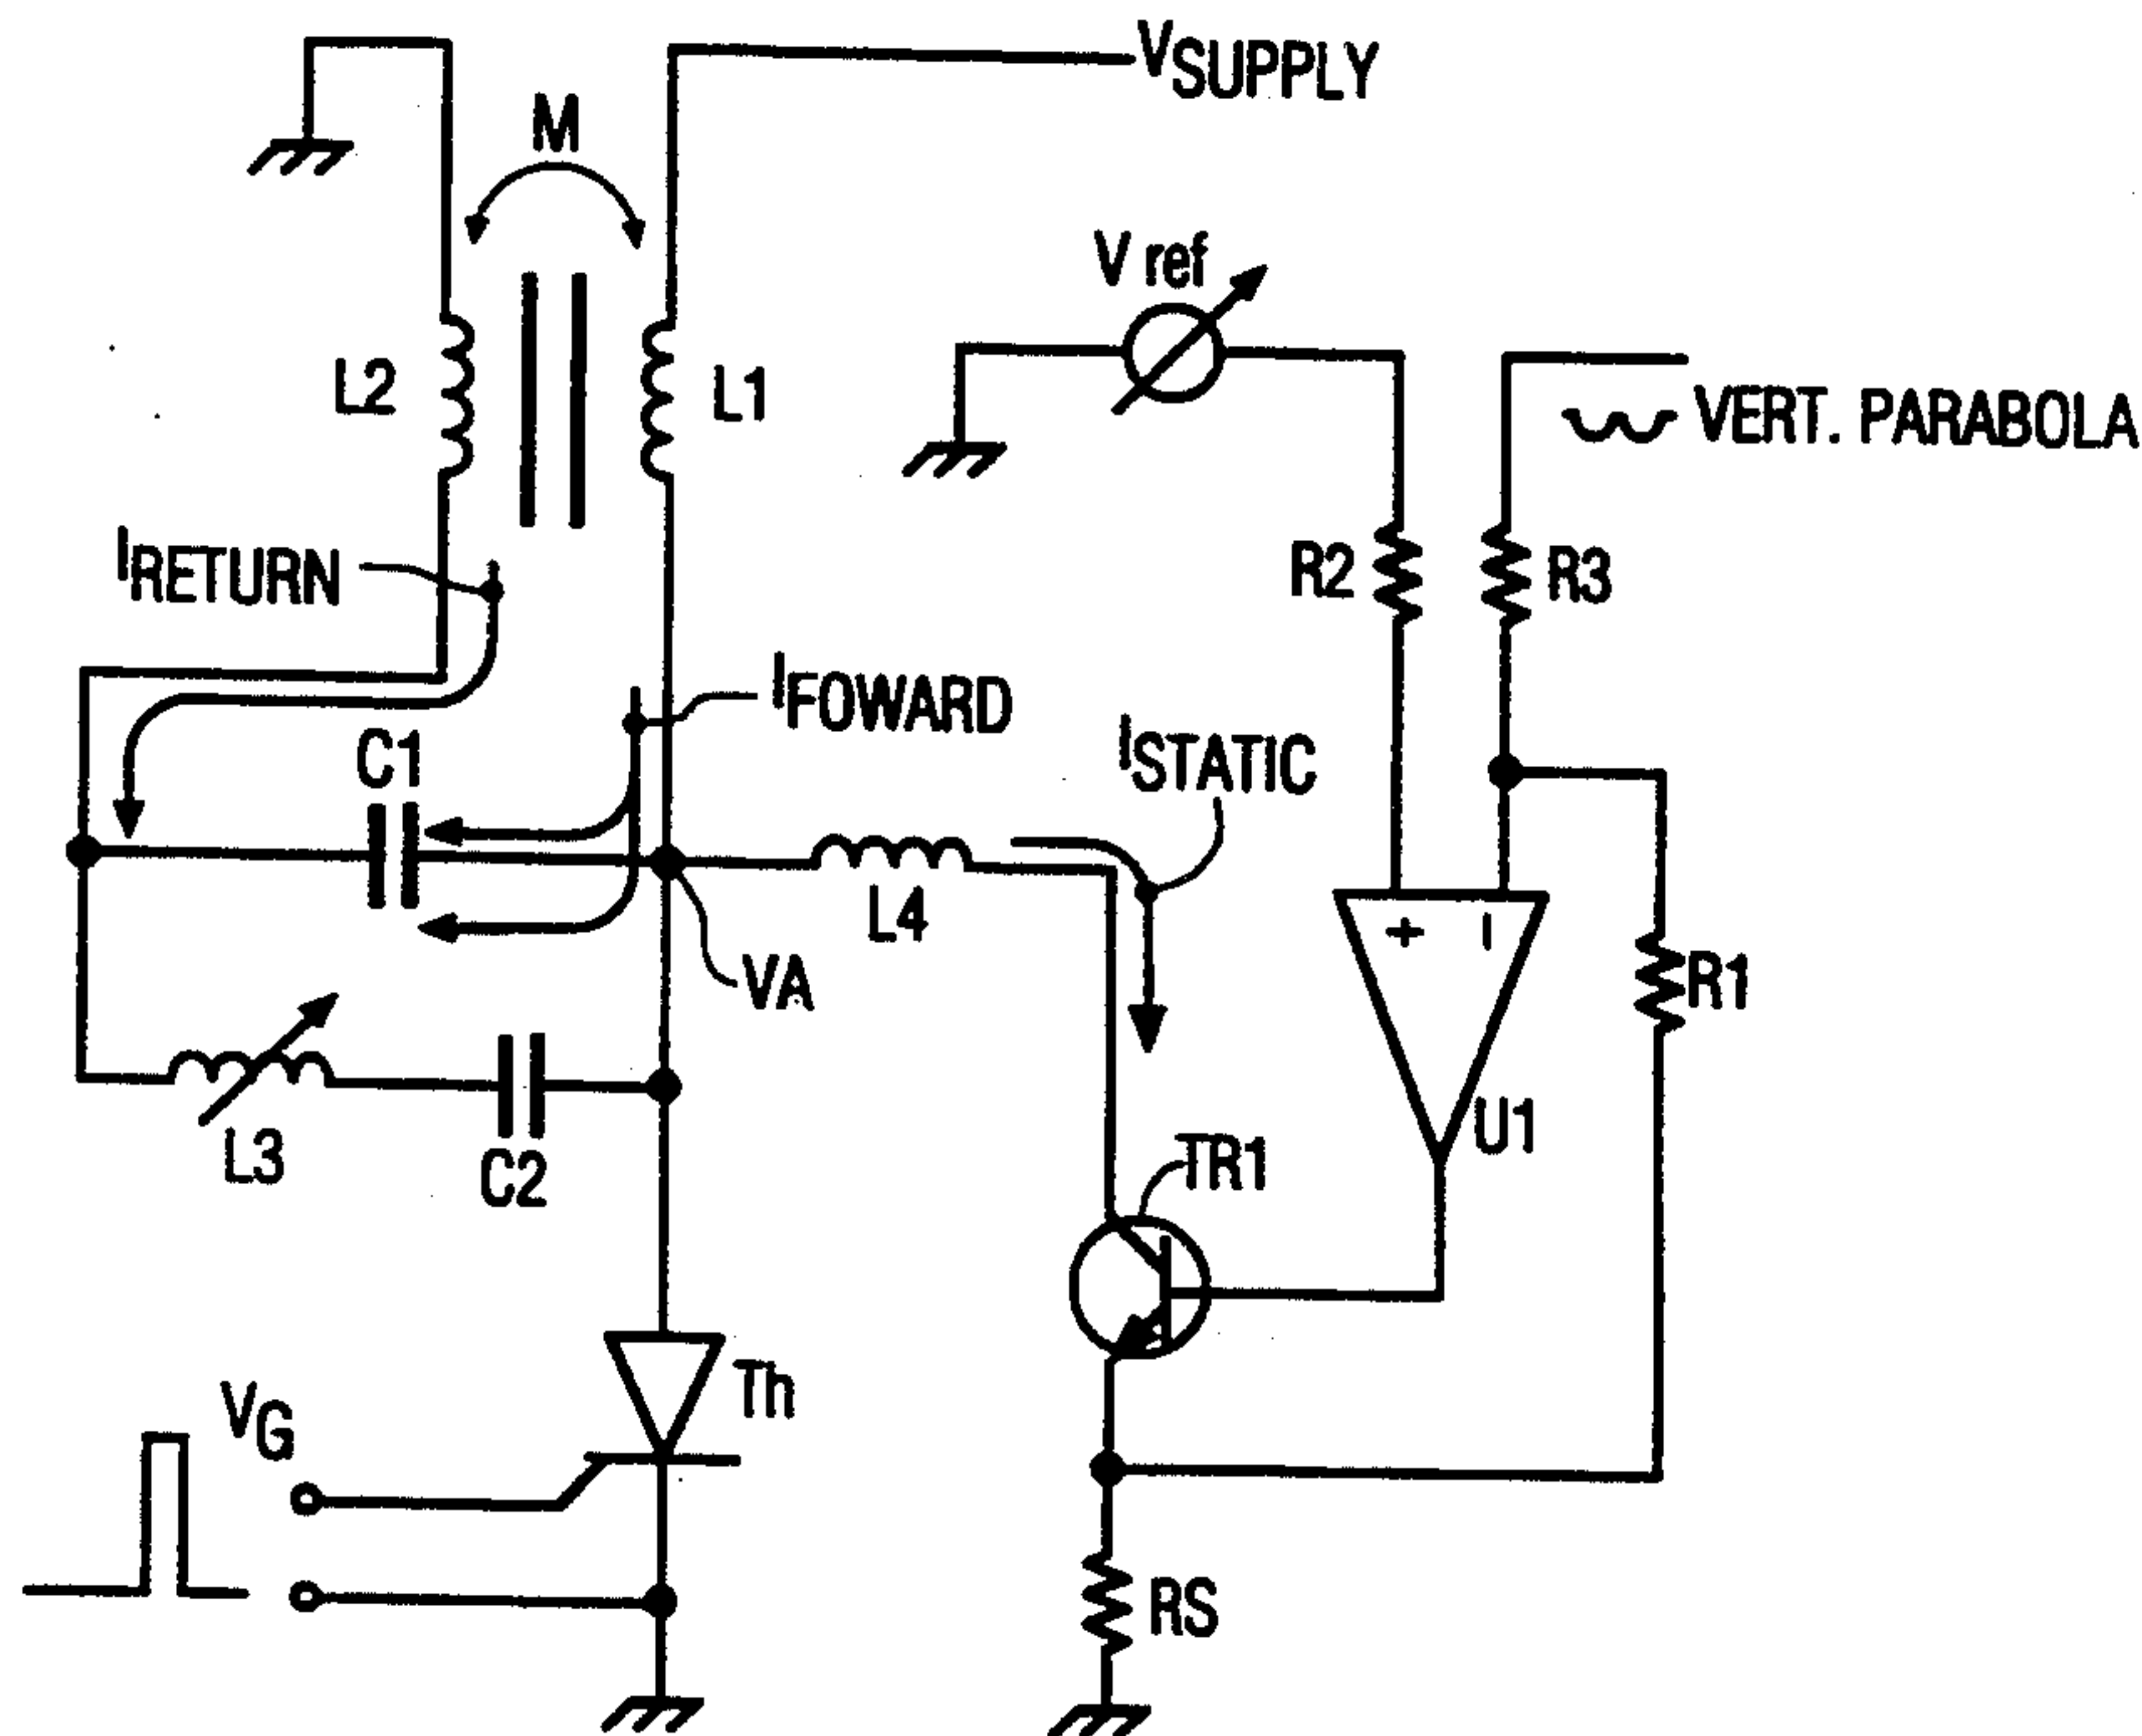 VSUPPLY
M
V ref
L2
L1
VERT. PARABOLA
IRETURN
R2
R3
IFOWARD
C1
ISTATIC
L4
+ −
VA
R1
L3
C2
U1
TR1
Th
VG
RS